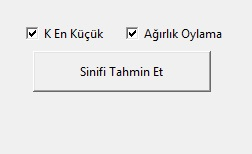 K En Küçük Ağırlık Oylama
Sinifi Tahmin Et